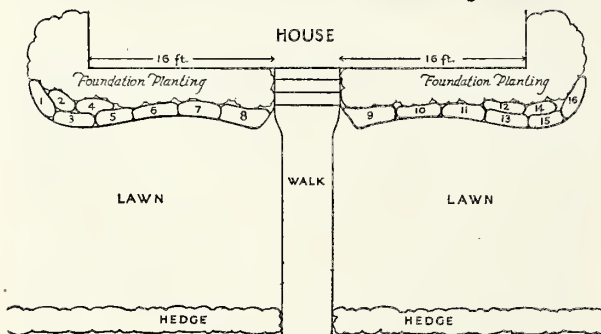 HOUSE
16 ft. 16 ft.
Foundation Planting Foundation Planting
1 2 3 4 5 6 7 8 9 10 11 12 13 14 15 16
LAWN WALK LAWN
HEDGE HEDGE